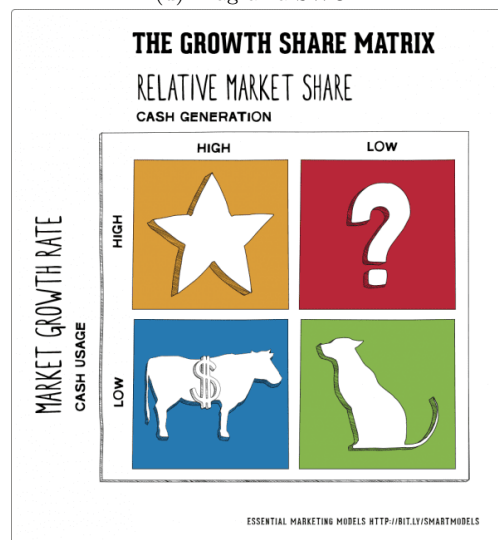 THE GROWTH SHARE MATRIX
RELATIVE MARKET SHARE
CASH GENERATION
HIGH
LOW
MARKET GROWTH RATE
CASH USAGE
HIGH
?
LOW
$
ESSENTIAL MARKETING MODELS HTTP://BIT.LY/SMARTMODELS